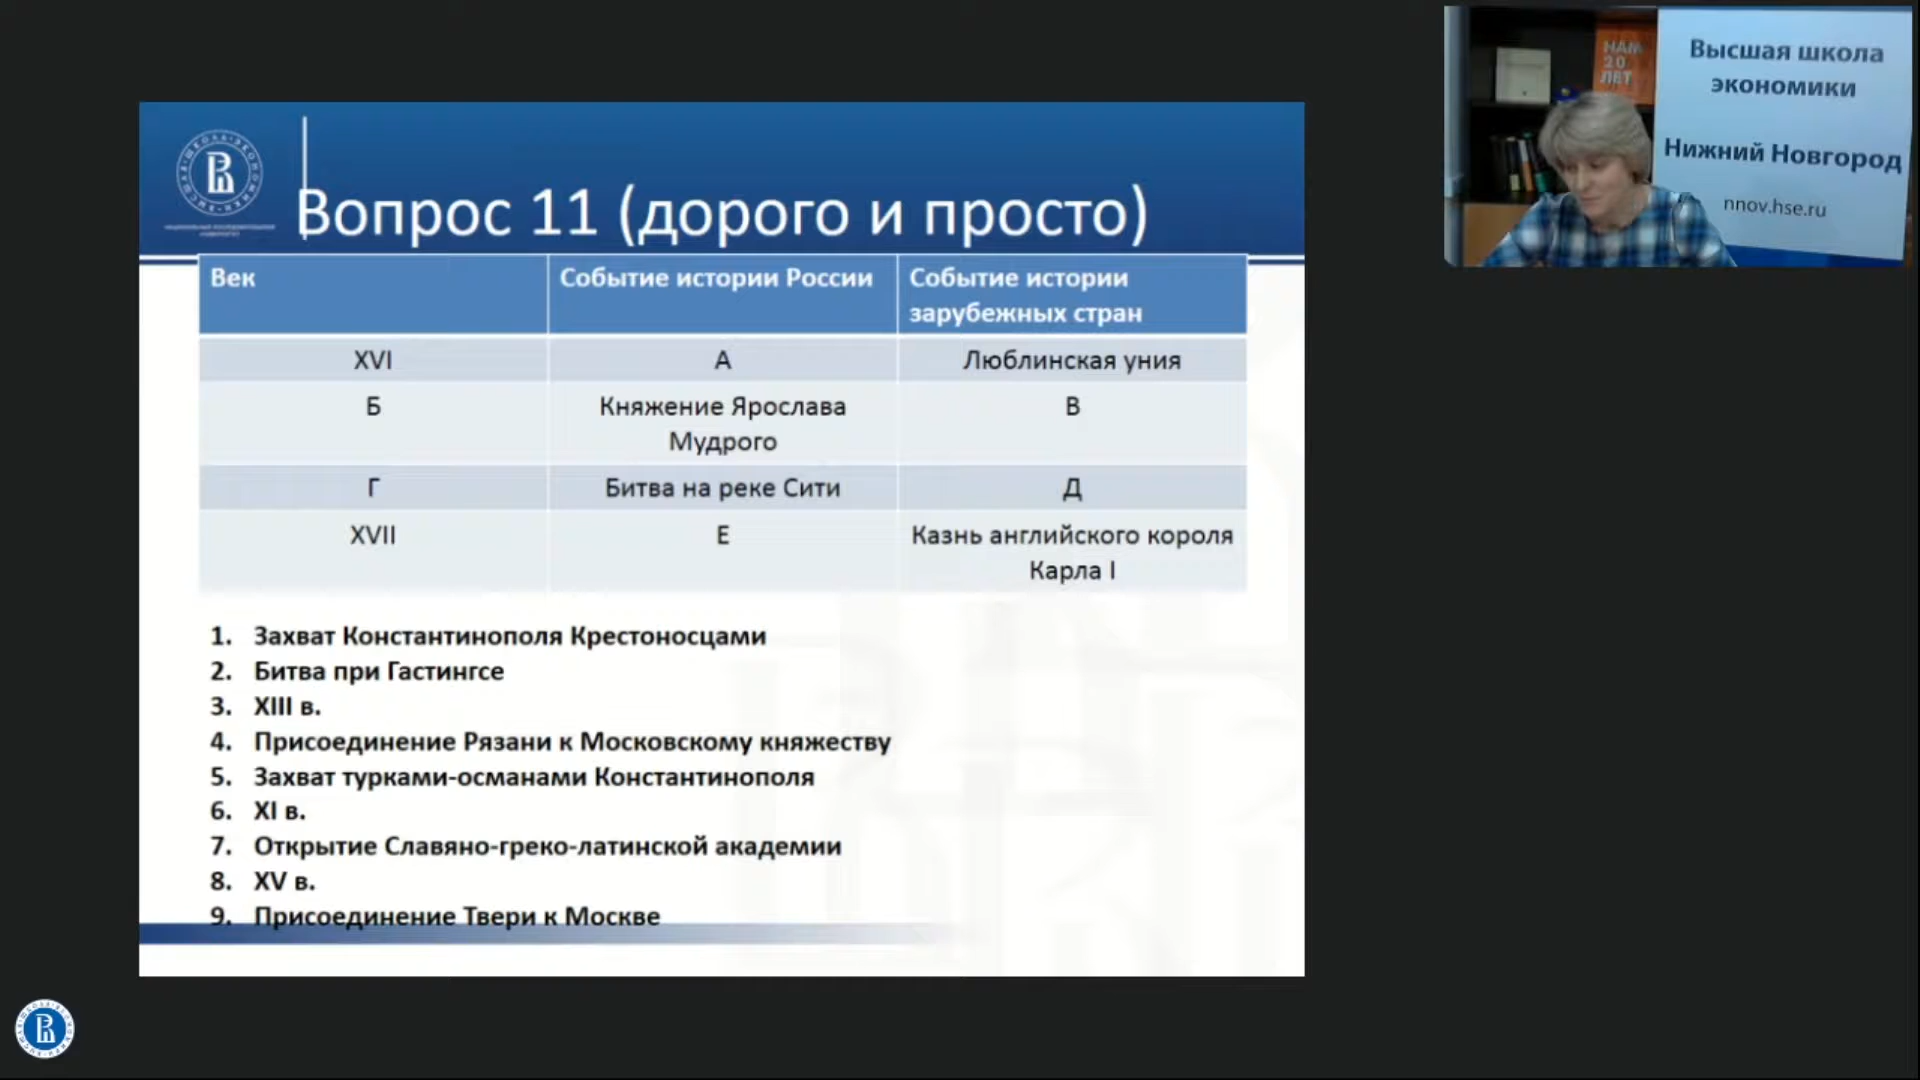 Вопрос 11 (дорого и просто)
Век
Событие истории России
Событие истории
зарубежных стран
XVI
А
Люблинская уния
Б
Княжение Ярослава
Мудрого
В
Г
Битва на реке Сити
Д
XVII
Е
Казнь английского короля
Карла I
1. Захват Константинополя Крестоносцами
2. Битва при Гастингсе
3. XIII в.
4. Присоединение Рязани к Московскому княжеству
5. Захват турками-османами Константинополя
6. XI в.
7. Открытие Славяно-греко-латинской академии
8. XV в.
9. Присоединение Твери к Москве
НАМ
20
ЛЕТ
Высшая школа
экономики
Нижний Новгород
nnov.hse.ru